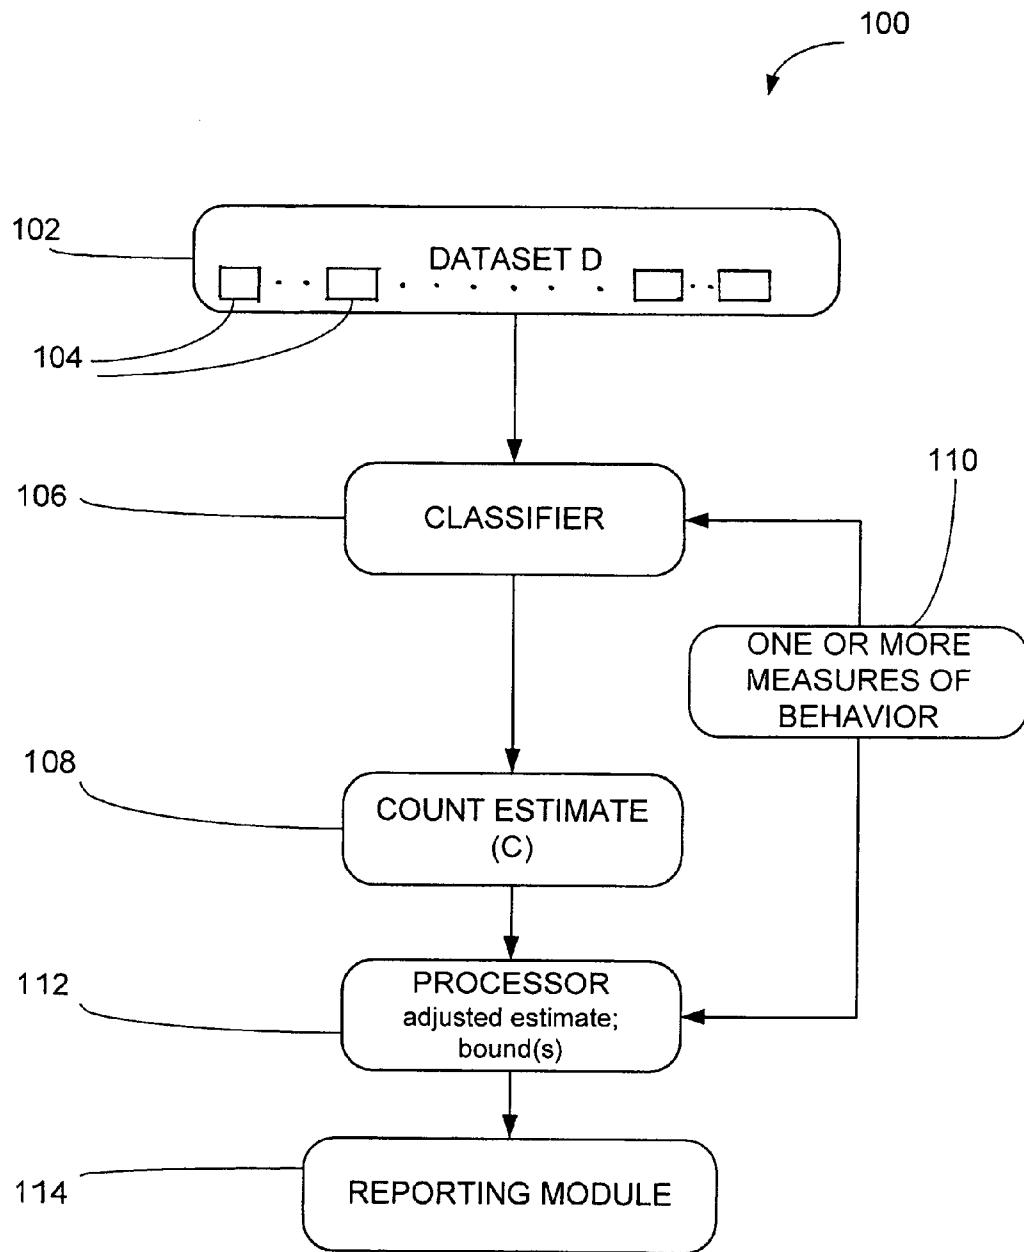 100
102
DATASET D
104
110
106
CLASSIFIER
ONE OR MORE
MEASURES OF
BEHAVIOR
108
COUNT ESTIMATE
(C)
112
PROCESSOR
adjusted estimate;
bound(s)
114
REPORTING MODULE